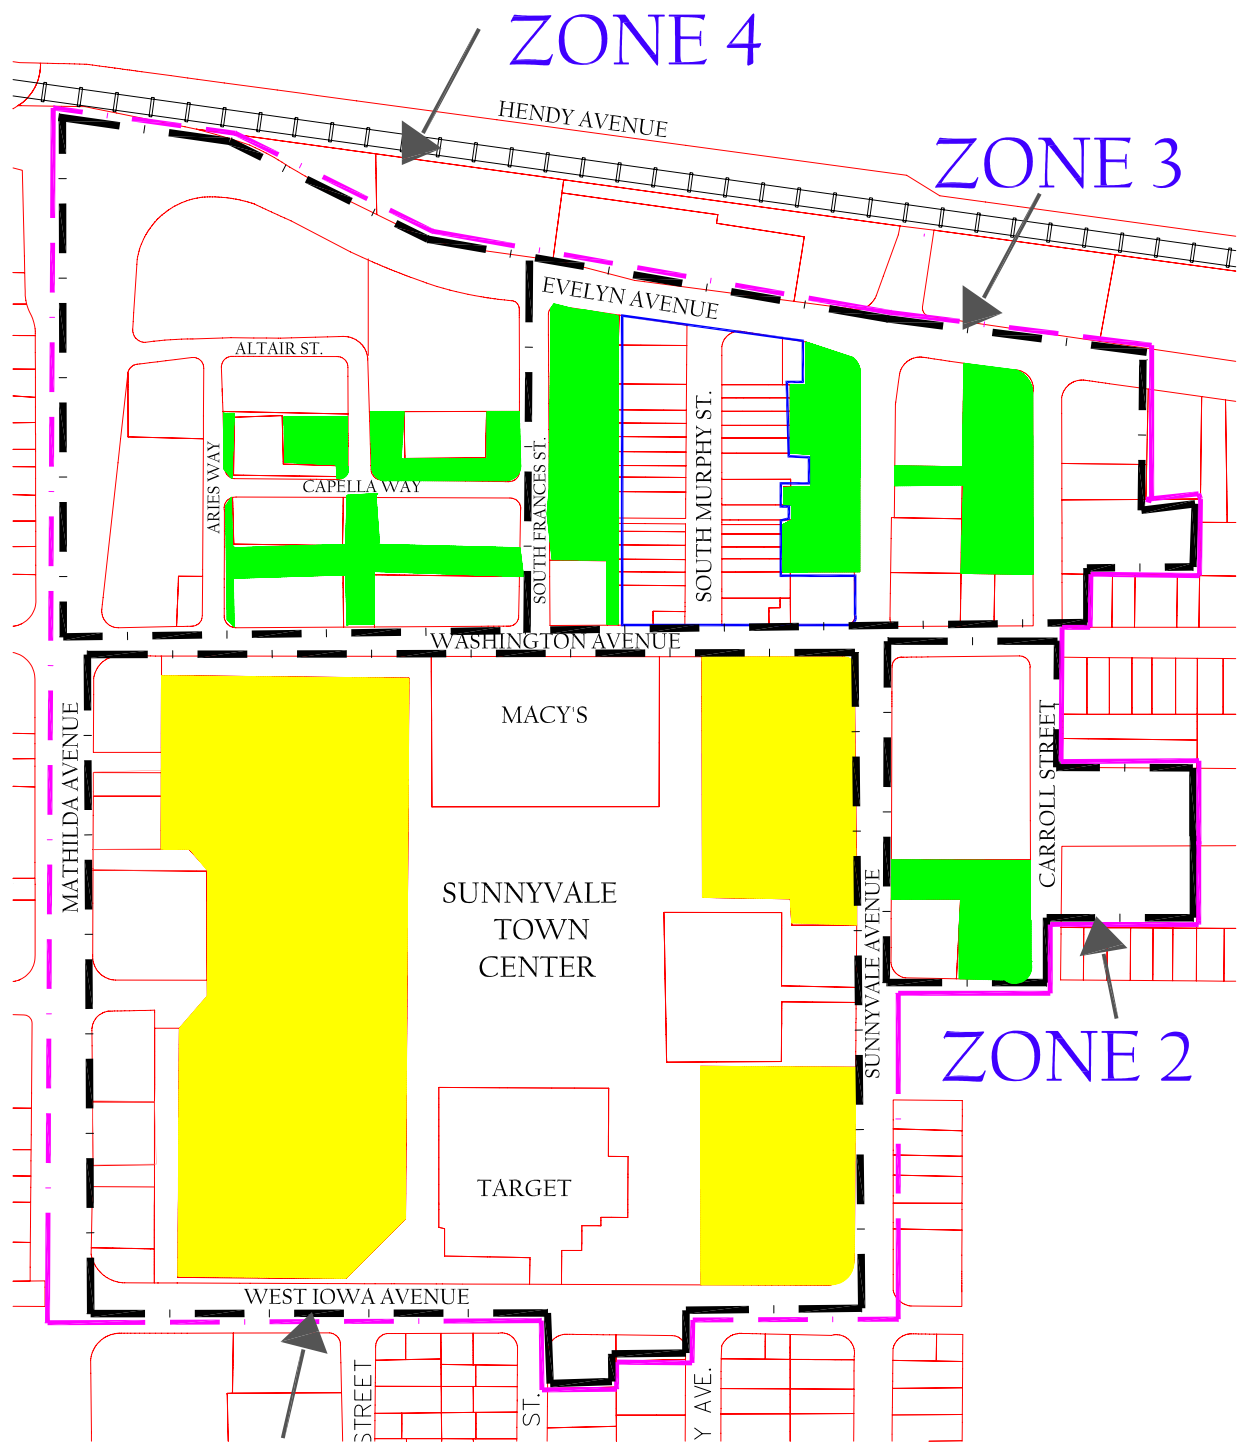 ZONE 4
HENDY AVENUE
ZONE 3
EVELYN AVENUE
ALTAIR ST.
ARIES WAY
CAPELLA WAY
SOUTH FRANCES ST.
SOUTH MURPHY ST.
WASHINGTON AVENUE
MACY'S
MATHILDA AVENUE
CARROLL STREET
SUNNYVALE
TOWN
CENTER
SUNNYVALE AVENUE
ZONE 2
TARGET
WEST IOWA AVENUE
STREET
ST.
Y AVE.